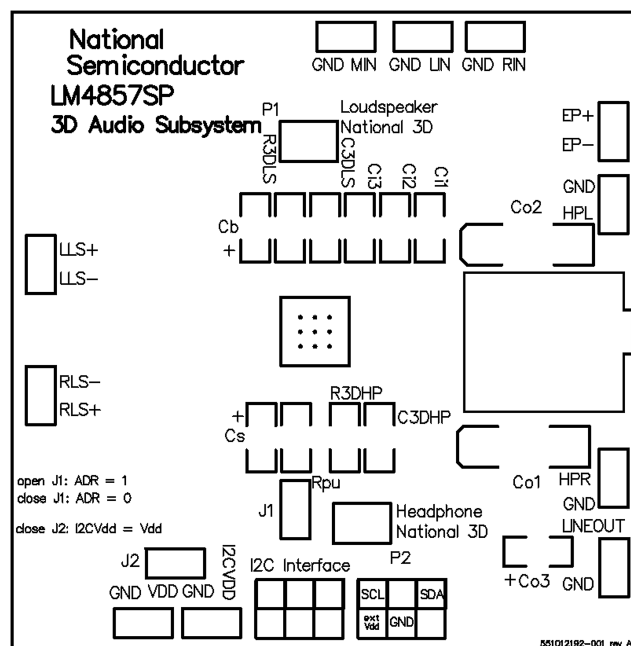 National
Semiconductor
LM4857SP
3D Audio Subsystem
GND MIN
GND LIN
GND RIN
P1
Loudspeaker
National 3D
EP+
EP-
R3DLS
C3DLS
Ci3
Ci2
Ci1
GND
HPL
Co2
Cb
+
LLS+
LLS-
RLS-
RLS+
R3DHP
C3DHP
+
Cs
Rpu
Co1
HPR
GND
open J1: ADR = 1
close J1: ADR = 0
close J2: I2CVdd = Vdd
J1
Headphone
National 3D
LINEOUT
J2
I2CVDD
I2C Interface
P2
+Co3
GND
GND VDD GND
SCL
SDA
ext
Vdd
GND
551012192-001 rev A